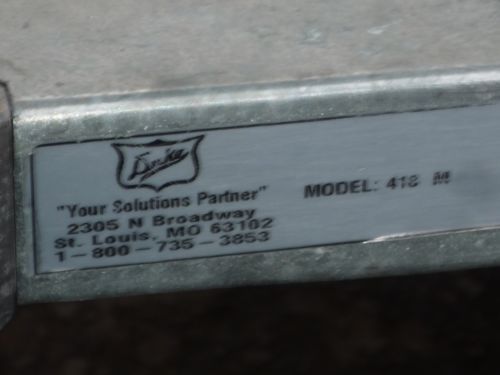 "Your Solutions Partner"
2305 N Broadway
St. Louis, MO 63102
1-800-735-3853
MODEL: 418 M